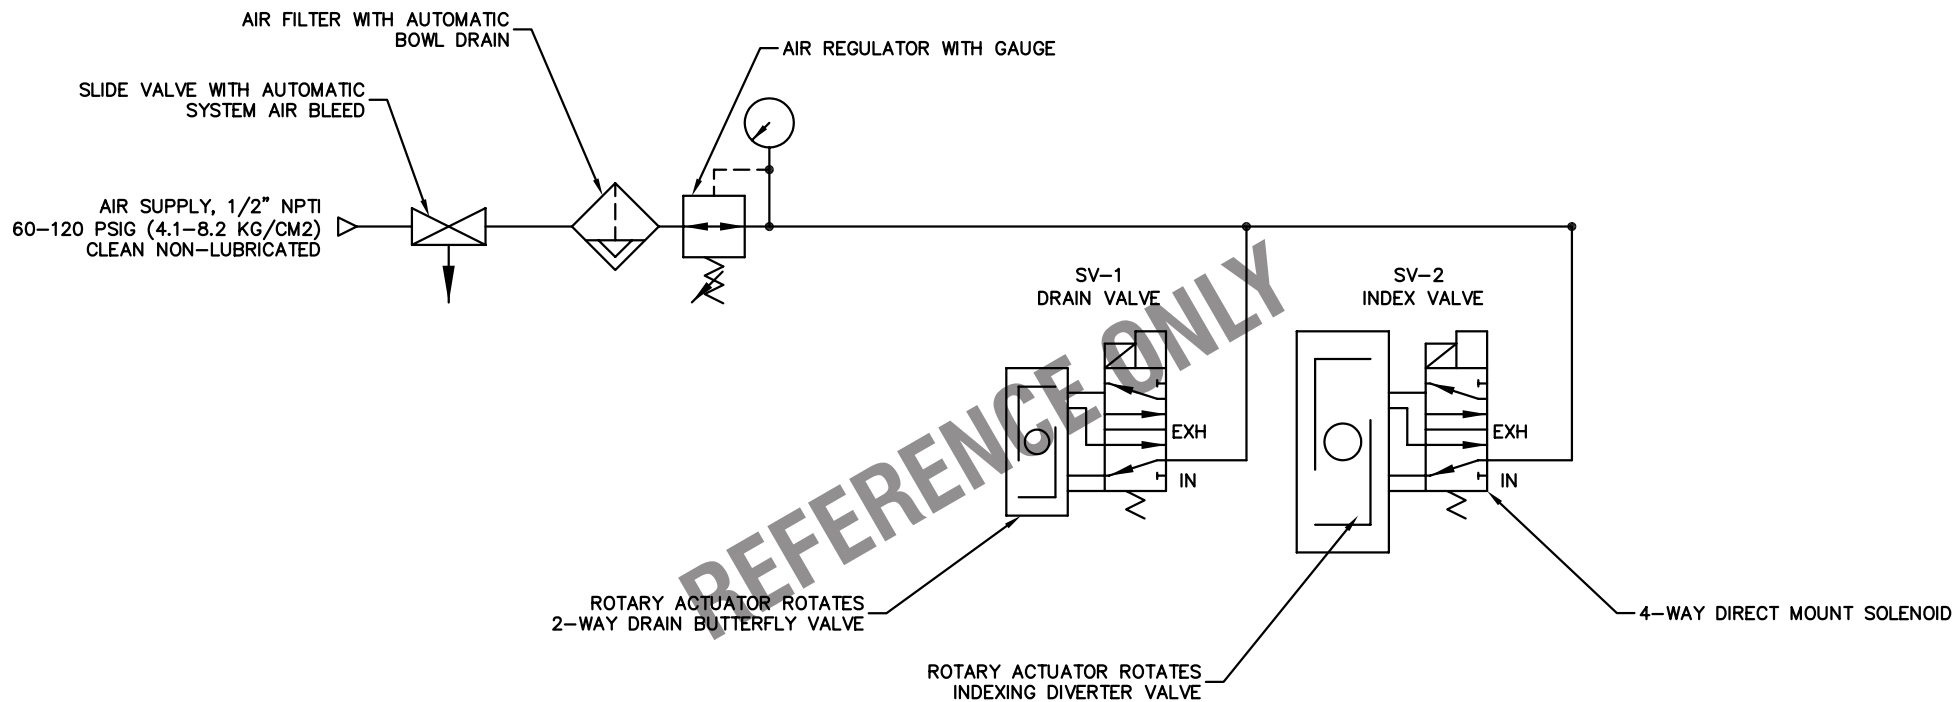 AIR FILTER WITH AUTOMATIC
BOWL DRAIN
AIR REGULATOR WITH GAUGE
SLIDE VALVE WITH AUTOMATIC
SYSTEM AIR BLEED
AIR SUPPLY, 1/2" NPTI
60-120 PSIG (4.1-8.2 KG/CM2)
CLEAN NON-LUBRICATED
SV-1
DRAIN VALVE
SV-2
INDEX VALVE
EXH
IN
EXH
IN
REFERENCE ONLY
ROTARY ACTUATOR ROTATES
2-WAY DRAIN BUTTERFLY VALVE
4-WAY DIRECT MOUNT SOLENOID
ROTARY ACTUATOR ROTATES
INDEXING DIVERTER VALVE